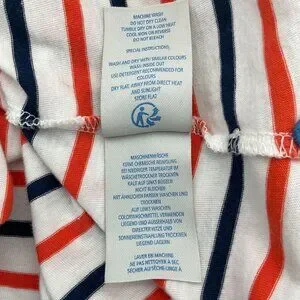 MACHINE WASH
DO NOT DRY CLEAN
TUMBLE DRY ON A LOW HEAT
COOL IRON ON REVERSE
DO NOT BLEACH
SPECIAL INSTRUCTIONS
WASH AND DRY WITH SIMILAR COLOURS
WASH INSIDE OUT
USE DETERGENT RECOMMENDED FOR
COLOURS
DRY FLAT, AWAY FROM DIRECT HEAT
AND SUNLIGHT
STORE FLAT
MASCHINENWÄSCHE
KEINE CHEMISCHE REINIGUNG
BEI NIEDRIGER TEMPERATUR IM
WÄSCHETROCKNER TROCKNEN
KALT AUF LINKS BÜGELN
NICHT BLEICHEN
MIT ÄHNLICHEN FARBEN WASCHEN UND
TROCKNEN
AUF LINKS WASCHEN
COLORWASCHMITTEL VERWENDEN
LIEGEND UND AUSSERHALB VON
DIREKTER HITZE UND
SONNENEINSTRAHLUNG TROCKNEN
LIEGEND LAGERN
LAVER EN MACHINE
NE PAS NETTOYER À SEC
SÉCHER AU SÈCHE-LINGE À